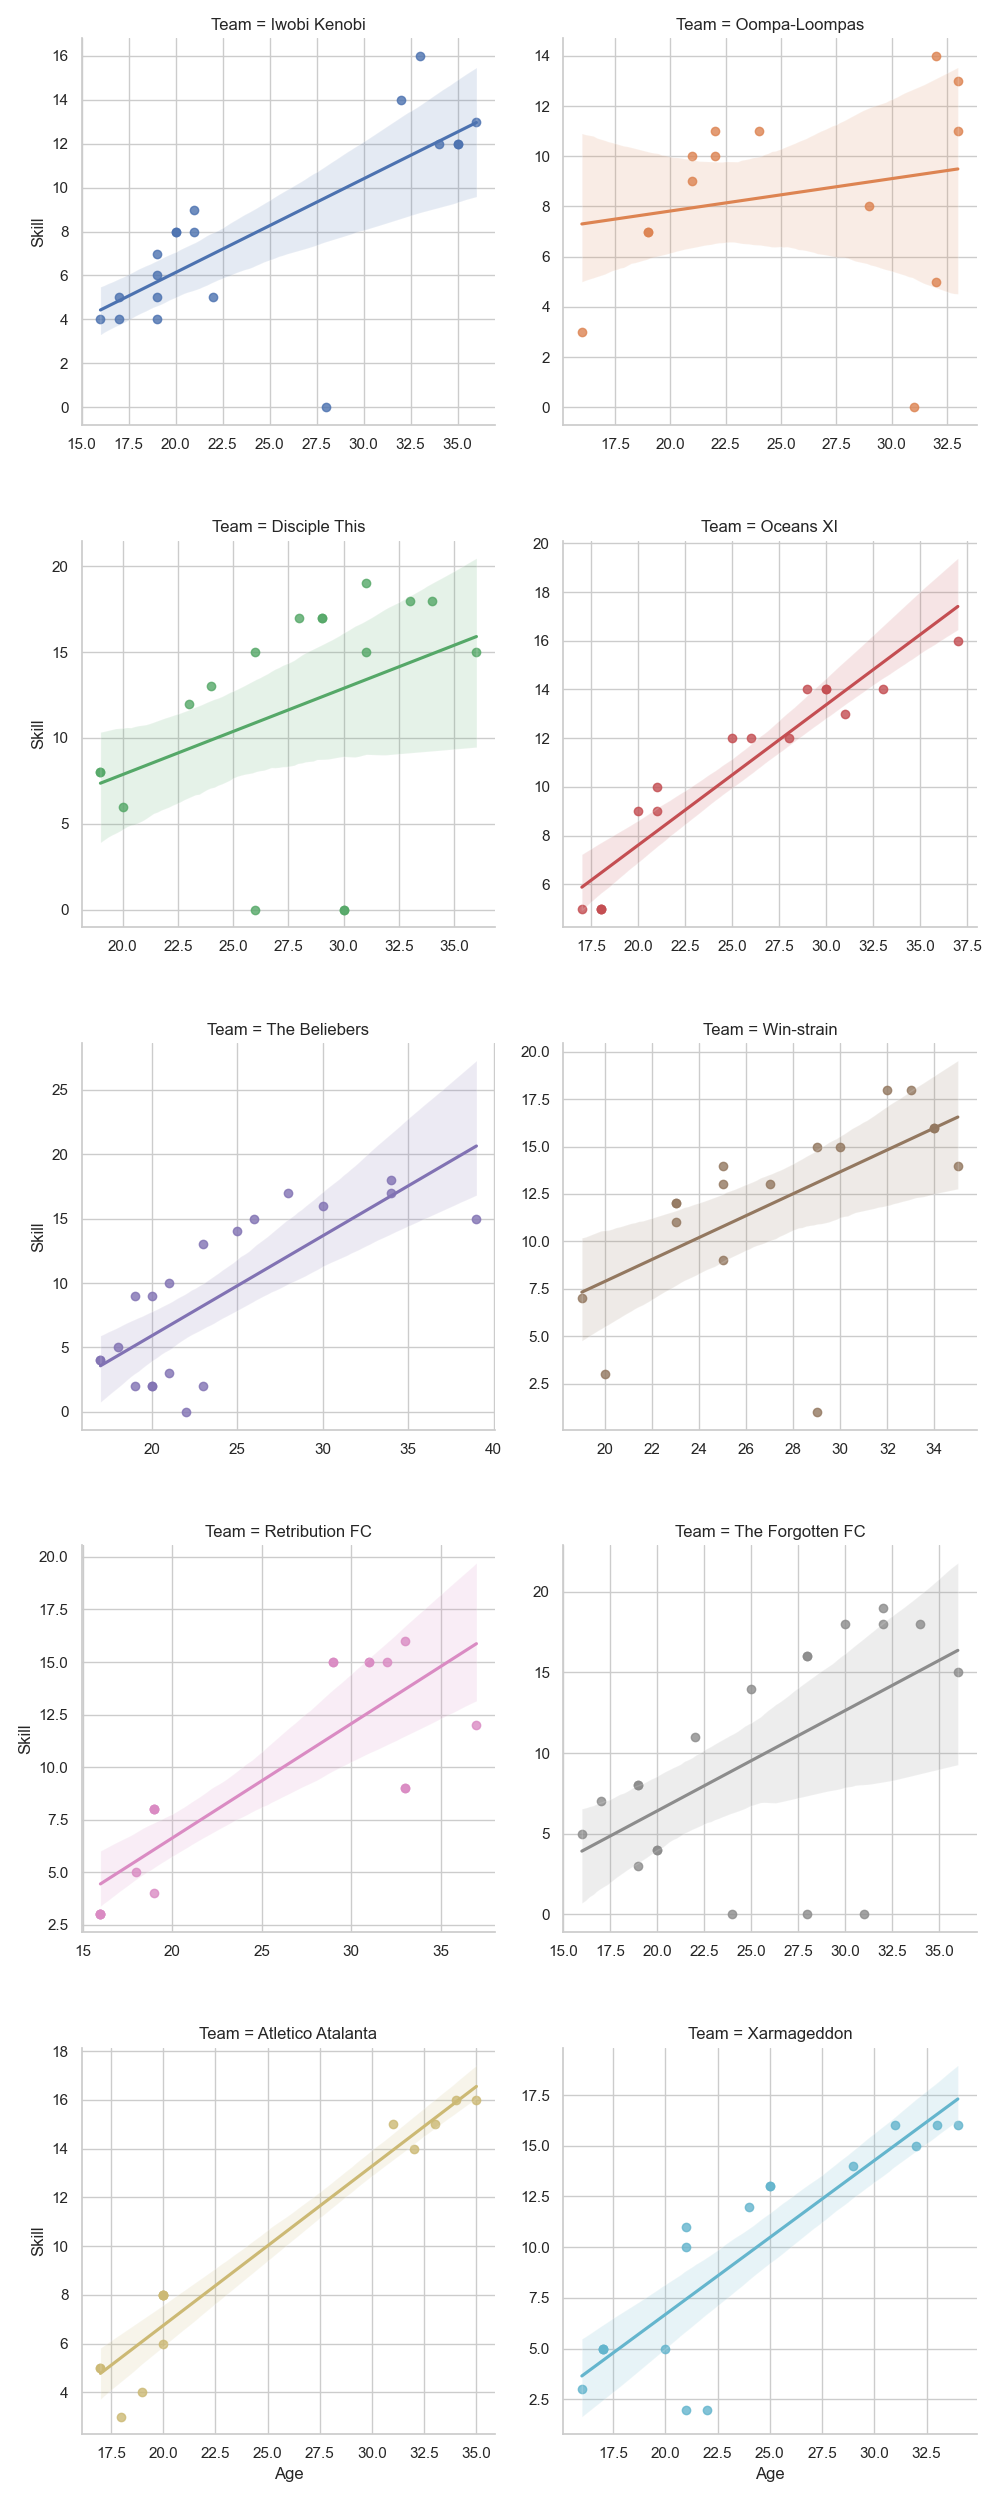 Team = Iwobi Kenobi
Team = Oompa-Loompas
16
14
12
10
8
6
4
2
0
Skill
15.0 17.5 20.0 22.5 25.0 27.5 30.0 32.5 35.0
14
12
10
8
6
4
2
0
17.5 20.0 22.5 25.0 27.5 30.0 32.5
Team = Disciple This
Team = Oceans XI
20
15
10
5
0
Skill
20.0 22.5 25.0 27.5 30.0 32.5 35.0
20
18
16
14
12
10
8
6
17.5 20.0 22.5 25.0 27.5 30.0 32.5 35.0 37.5
Team = The Beliebers
Team = Win-strain
25
20
15
10
5
0
Skill
20 25 30 35 40
20.0
17.5
15.0
12.5
10.0
7.5
5.0
2.5
20 22 24 26 28 30 32 34
Team = Retribution FC
Team = The Forgotten FC
20.0
17.5
15.0
12.5
10.0
7.5
5.0
2.5
Skill
15 20 25 30 35
20
15
10
5
0
15.0 17.5 20.0 22.5 25.0 27.5 30.0 32.5 35.0
Team = Atletico Atalanta
Team = Xarmageddon
18
16
14
12
10
8
6
4
Skill
17.5 20.0 22.5 25.0 27.5 30.0 32.5 35.0
Age
17.5
15.0
12.5
10.0
7.5
5.0
2.5
17.5 20.0 22.5 25.0 27.5 30.0 32.5
Age